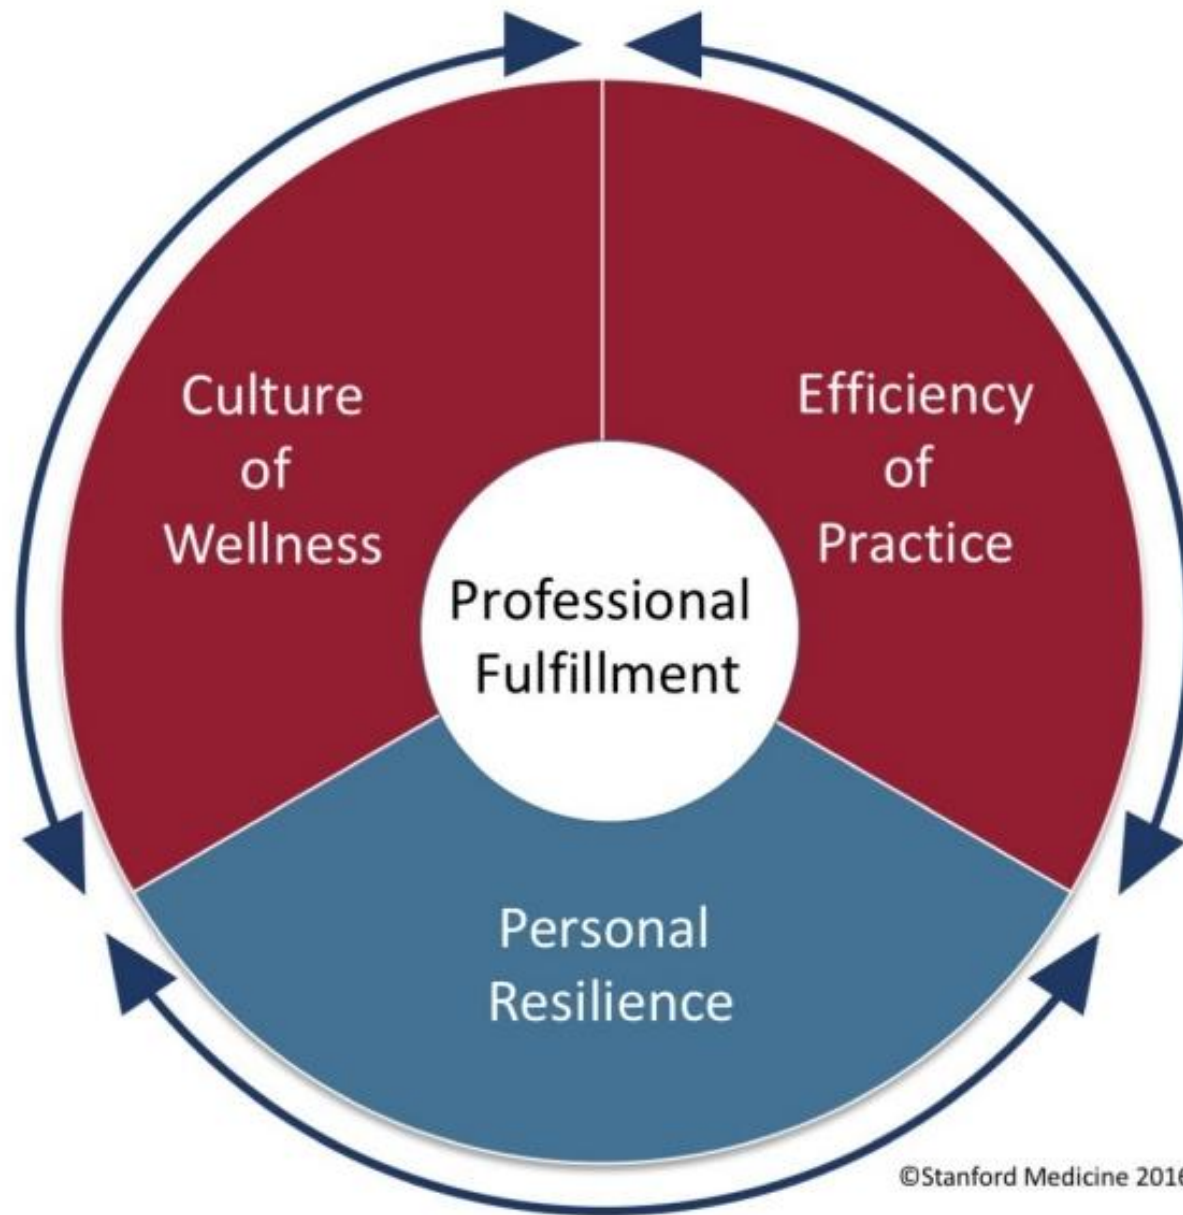 Culture
of
Wellness
Efficiency
of
Practice
Professional
Fulfillment
Personal
Resilience
©Stanford Medicine 2016